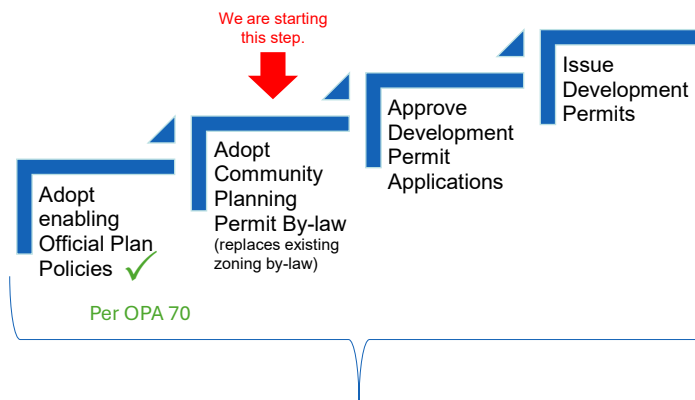 We are starting
this step.
Adopt
enabling
Official Plan
Policies
Per OPA 70
Adopt
Community
Planning
Permit By-law
(replaces existing
zoning by-law)
Approve
Development
Permit
Applications
Issue
Development
Permits